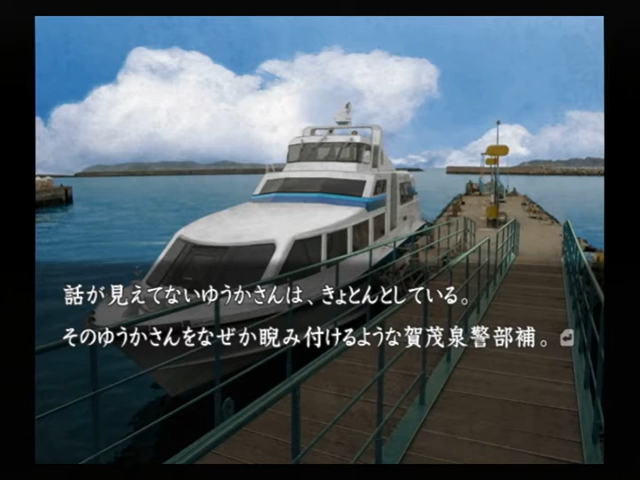 話が見えてないゆうかさんは、きょとんとしている。
そのゆうかさんをなぜか睨み付けるような賀茂泉警部補。